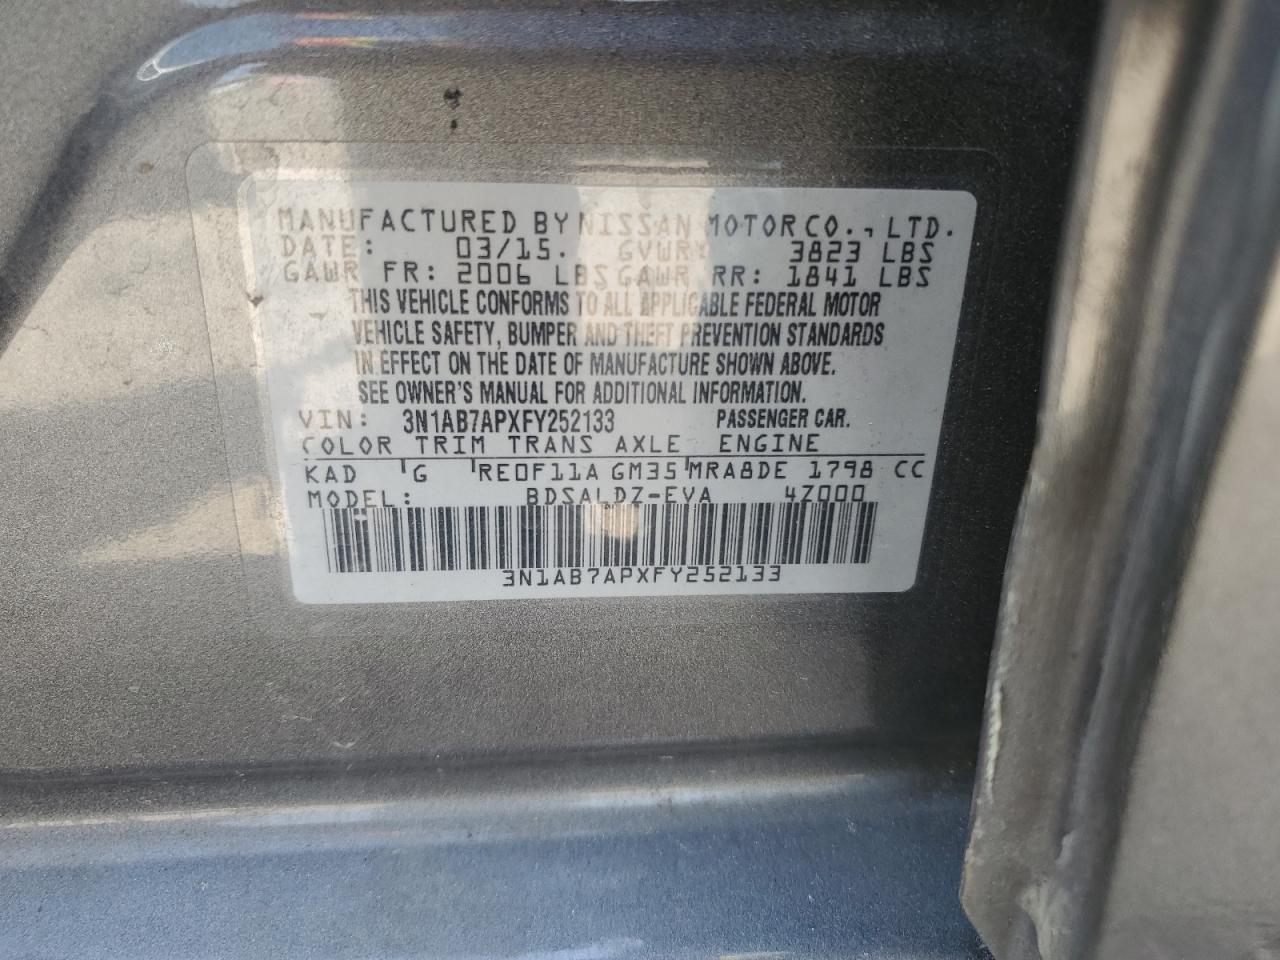 MANUFACTURED BY NISSAN MOTOR CO., LTD.
DATE: 03/15. GVWR: 3823 LBS
GAWR FR: 2006 LBS GAWR RR: 1841 LBS
THIS VEHICLE CONFORMS TO ALL APPLICABLE FEDERAL MOTOR
VEHICLE SAFETY, BUMPER AND THEFT PREVENTION STANDARDS
IN EFFECT ON THE DATE OF MANUFACTURE SHOWN ABOVE.
SEE OWNER'S MANUAL FOR ADDITIONAL INFORMATION.
VIN: 3N1AB7APXFY252133 PASSENGER CAR.
COLOR TRIM TRANS AXLE ENGINE
KAD G RE0F11A GM35 MRA8DE 1798 CC
MODEL: BDSALDZ-EVA 4Z000
3N1AB7APXFY252133